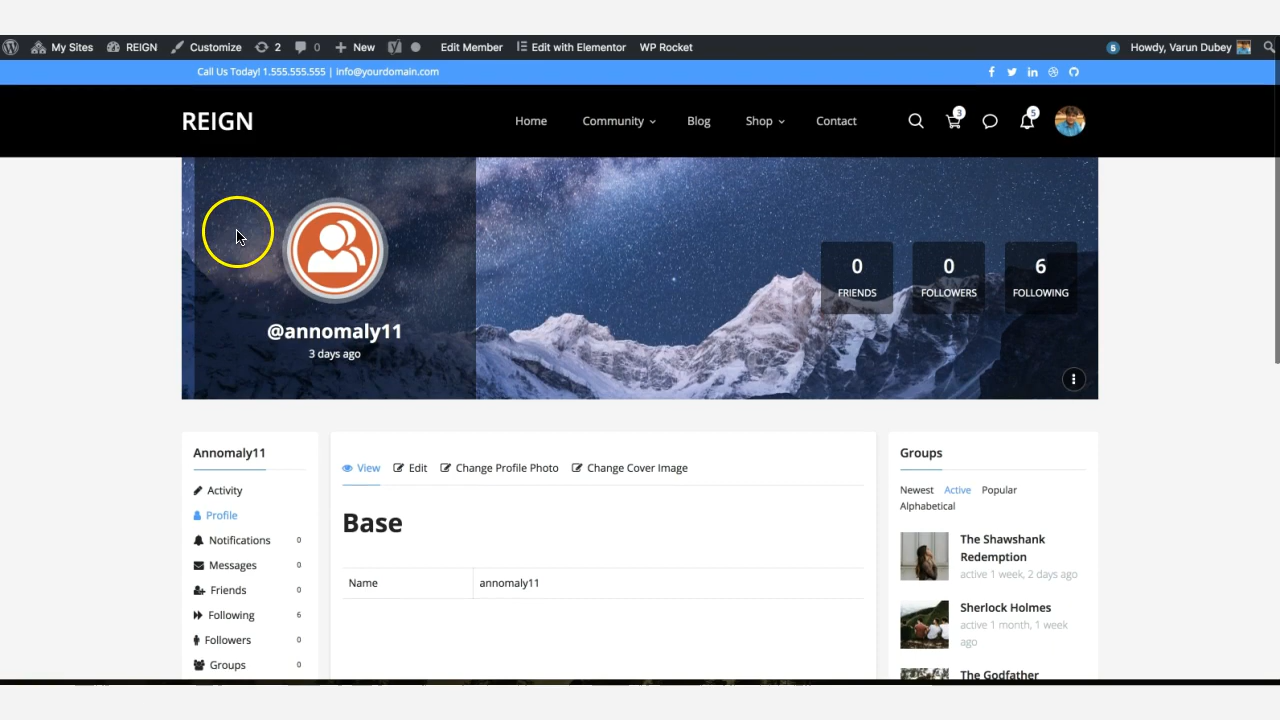 My Sites REIGN Customize 2 0 New Edit Member Edit with Elementor WP Rocket 6 Howdy, Varun Dubey
Call Us Today! 1.555.555.555 | info@yourdomain.com
REIGN Home Community Blog Shop Contact 3 5
0 FRIENDS
0 FOLLOWERS
6 FOLLOWING
@annomaly11
3 days ago
Annomaly11
Activity
Profile
Notifications 0
Messages 0
Friends 0
Following 6
Followers 0
Groups 0
View Edit Change Profile Photo Change Cover Image
Base
Name annomaly11
Groups
Newest Active Popular
Alphabetical
The Shawshank
Redemption
active 1 week, 2 days ago
Sherlock Holmes
active 1 month, 1 week
ago
The Godfather